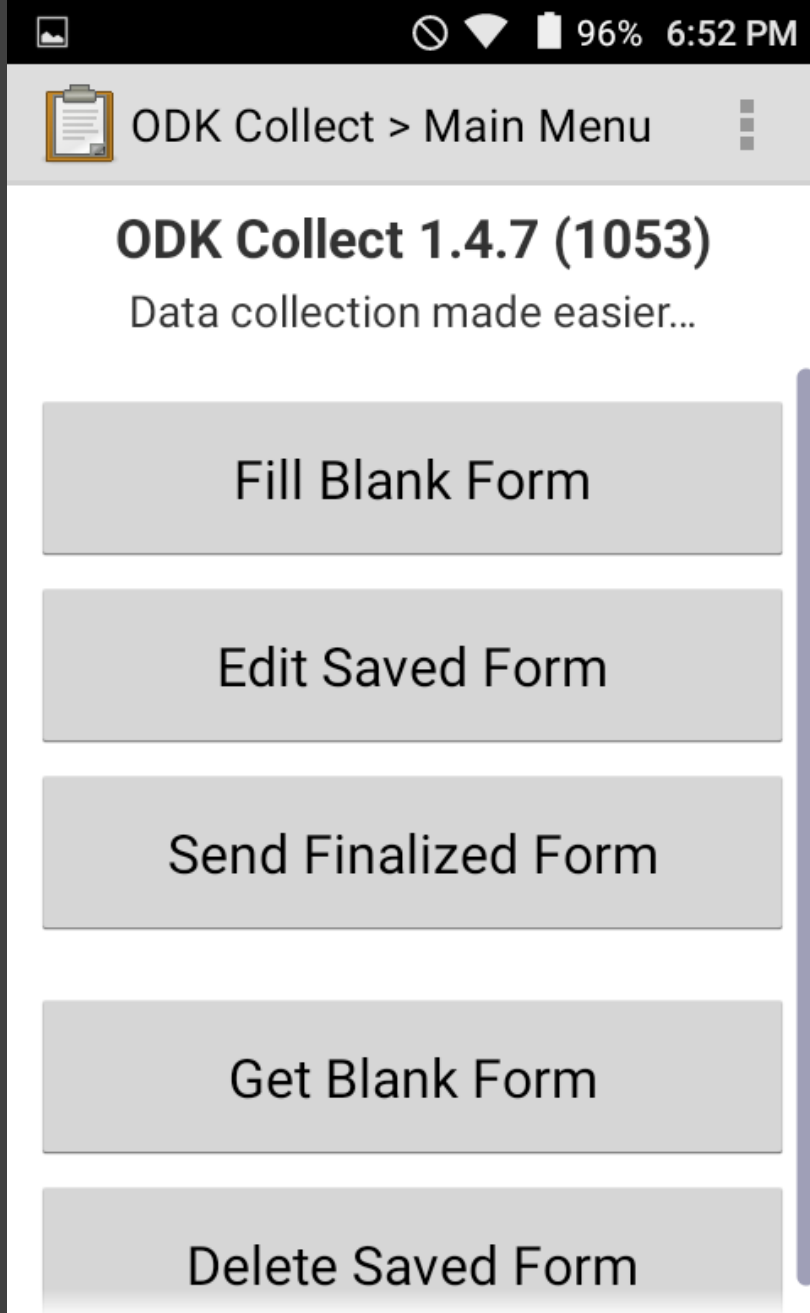 96% 6:52 PM
ODK Collect > Main Menu
ODK Collect 1.4.7 (1053)
Data collection made easier...
Fill Blank Form
Edit Saved Form
Send Finalized Form
Get Blank Form
Delete Saved Form